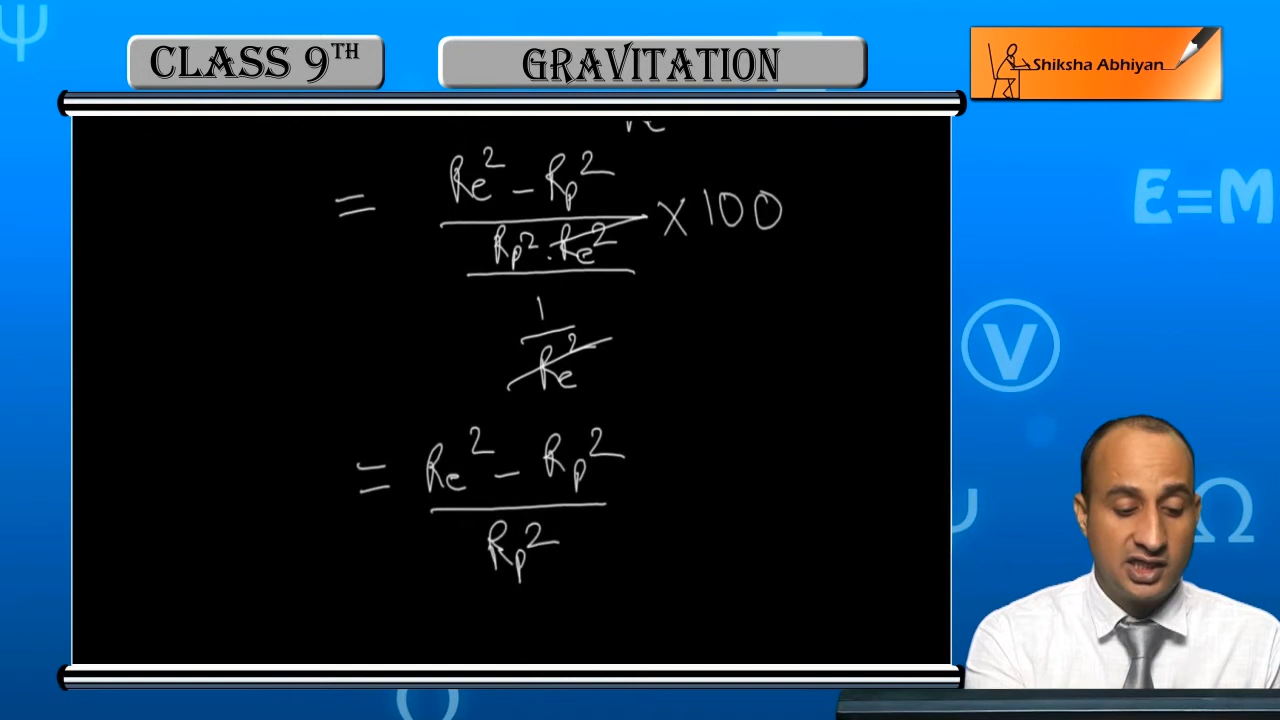 CLASS 9TH
GRAVITATION
Shiksha Abhiyan
Ψ
E=M
= Re² - Rp² × 100
Rp² . Re²
1
Re²
V
= Re² - Rp²
Rp²
Ω